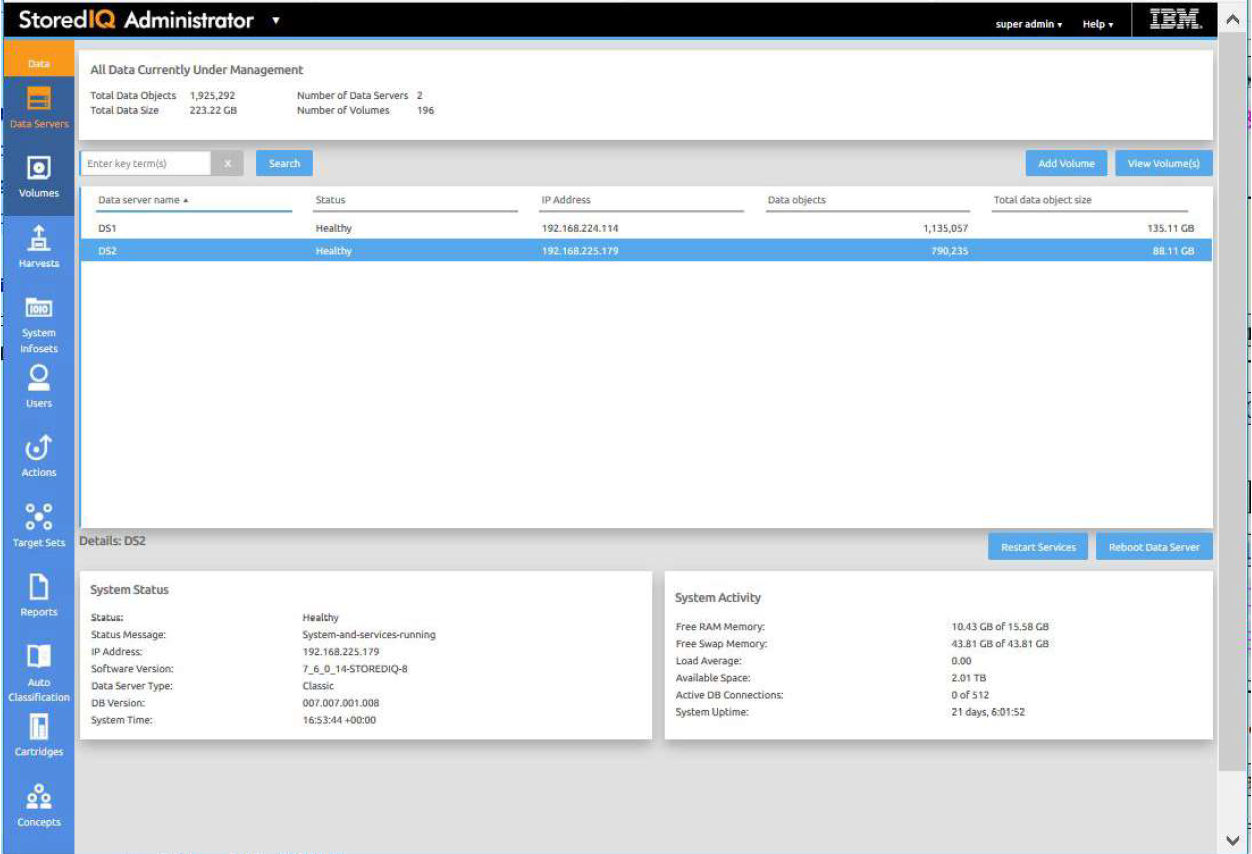 StoredIQ Administrator ▼
super admin ▾ Help ▾ IBM.
Data
Data Servers
Volumes
Harvests
System
Infosets
Users
Actions
Target Sets
Reports
Auto
Classification
Cartridges
Concepts
All Data Currently Under Management
Total Data Objects 1,925,292 Number of Data Servers 2
Total Data Size 223.22 GB Number of Volumes 196
Enter key term(s) X Search Add Volume View Volume(s)
Data server name ▴ Status IP Address Data objects Total data object size
DS1 Healthy 192.168.224.114 1,135,057 135.11 GB
DS2 Healthy 192.168.225.179 790,235 88.11 GB
Details: DS2 Restart Services Reboot Data Server
System Status
Status: Healthy
Status Message: System-and-services-running
IP Address: 192.168.225.179
Software Version: 7_6_0_14-STOREDIQ-8
Data Server Type: Classic
DB Version: 007.007.001.008
System Time: 16:53:44 +00:00
System Activity
Free RAM Memory: 10.43 GB of 15.58 GB
Free Swap Memory: 43.81 GB of 43.81 GB
Load Average: 0.00
Available Space: 2.01 TB
Active DB Connections: 0 of 512
System Uptime: 21 days, 6:01:52